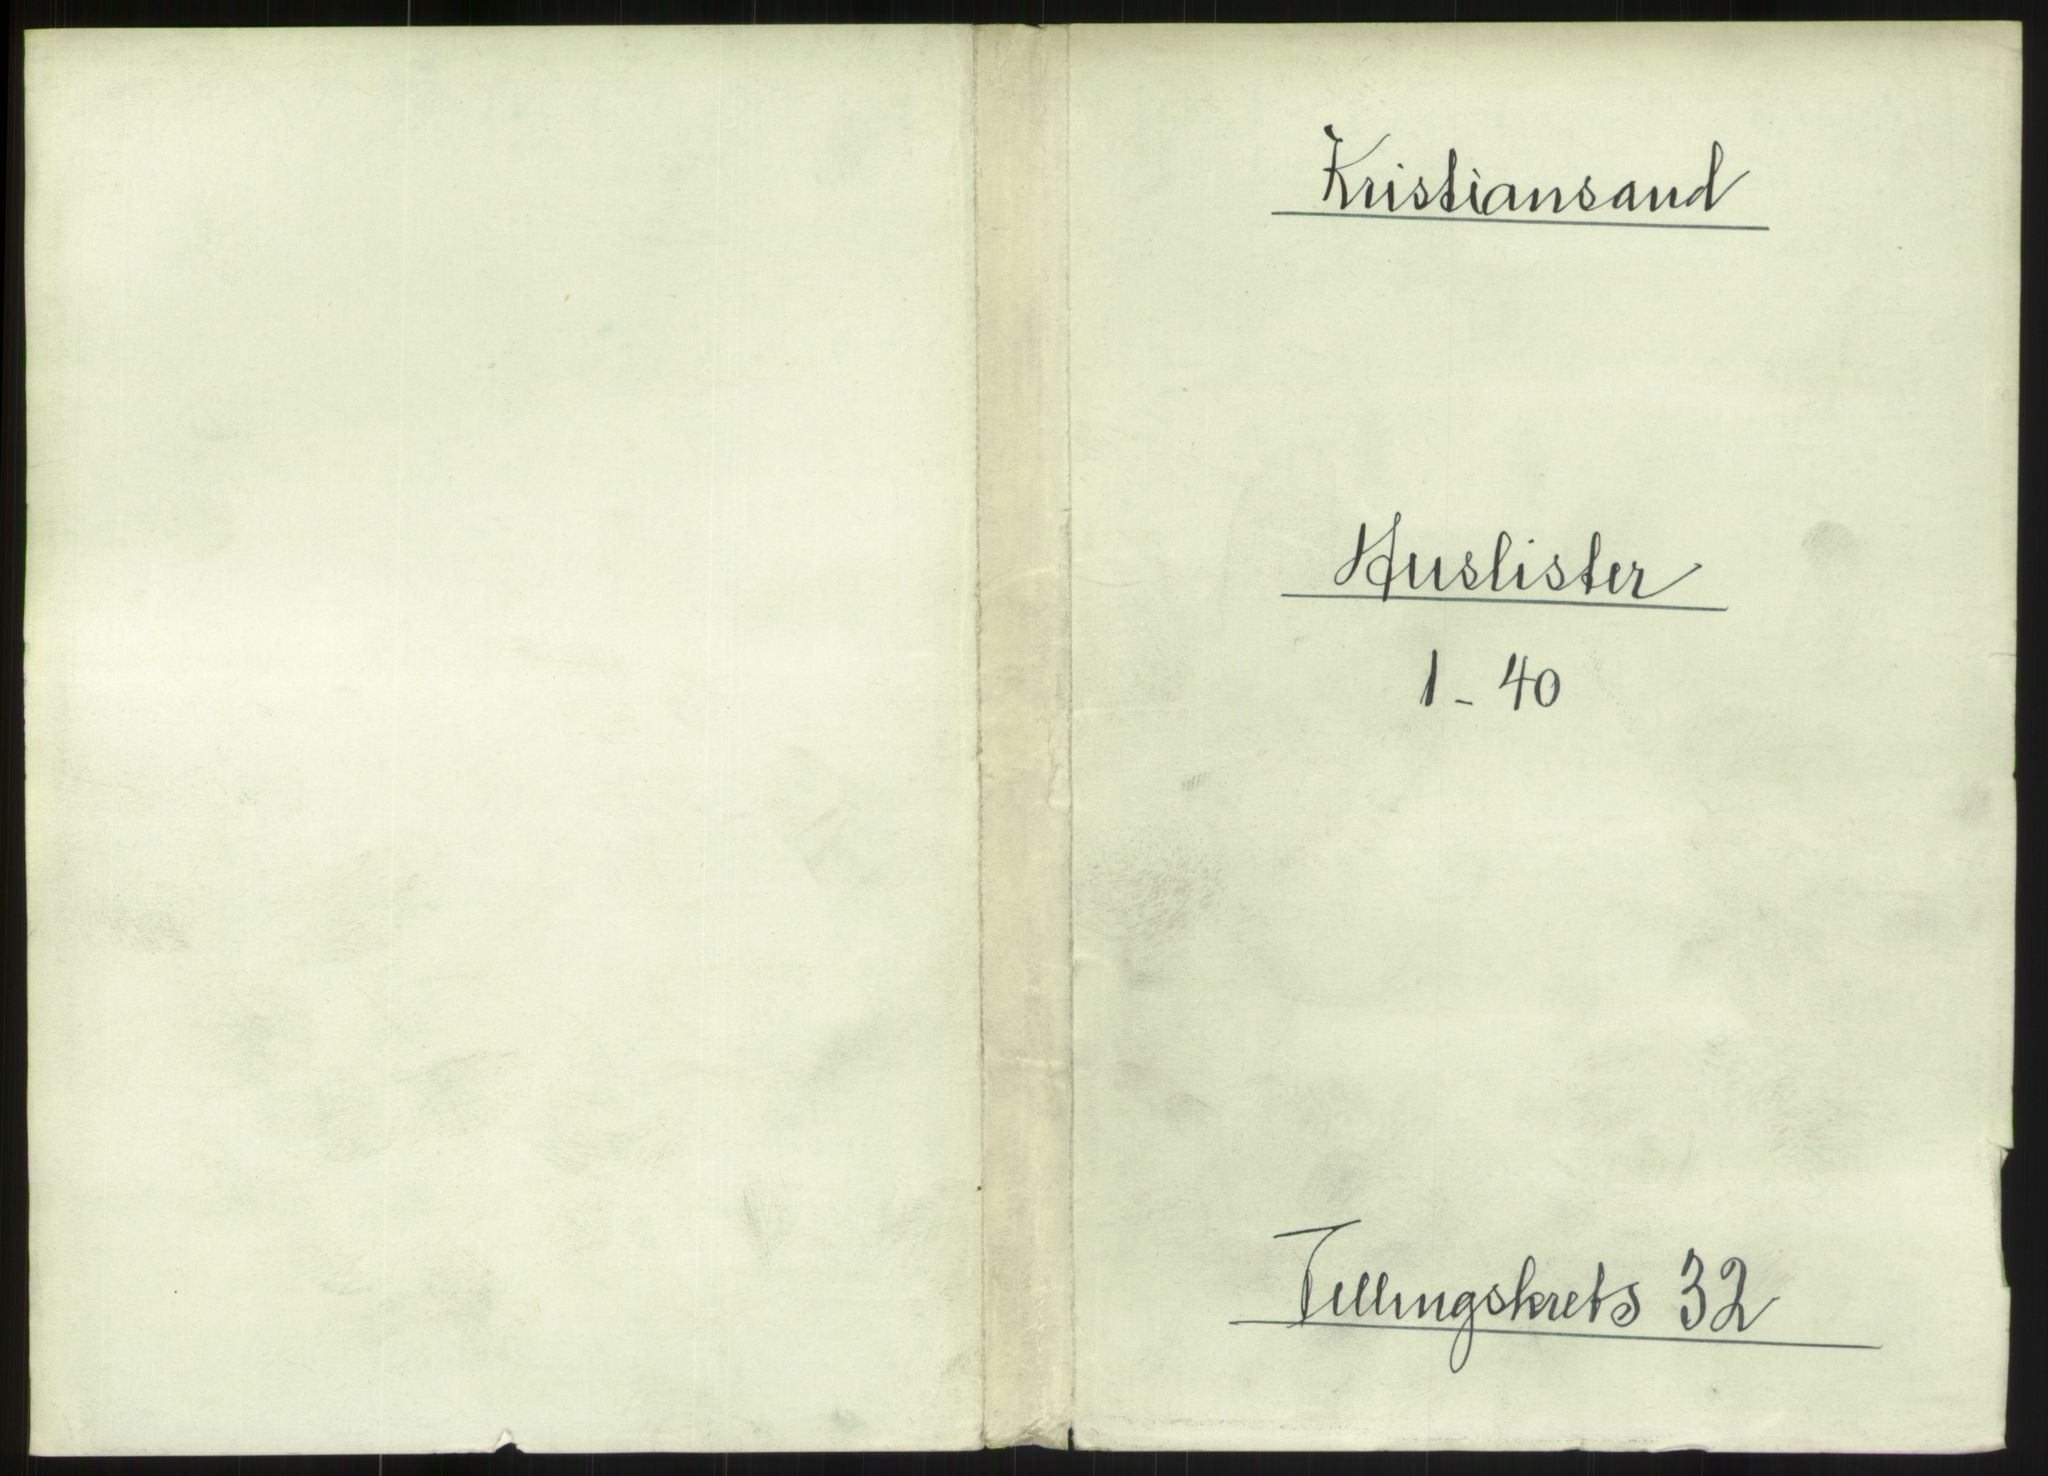 Kristiansand
Huslister
1 - 40
Tellingskrets 32